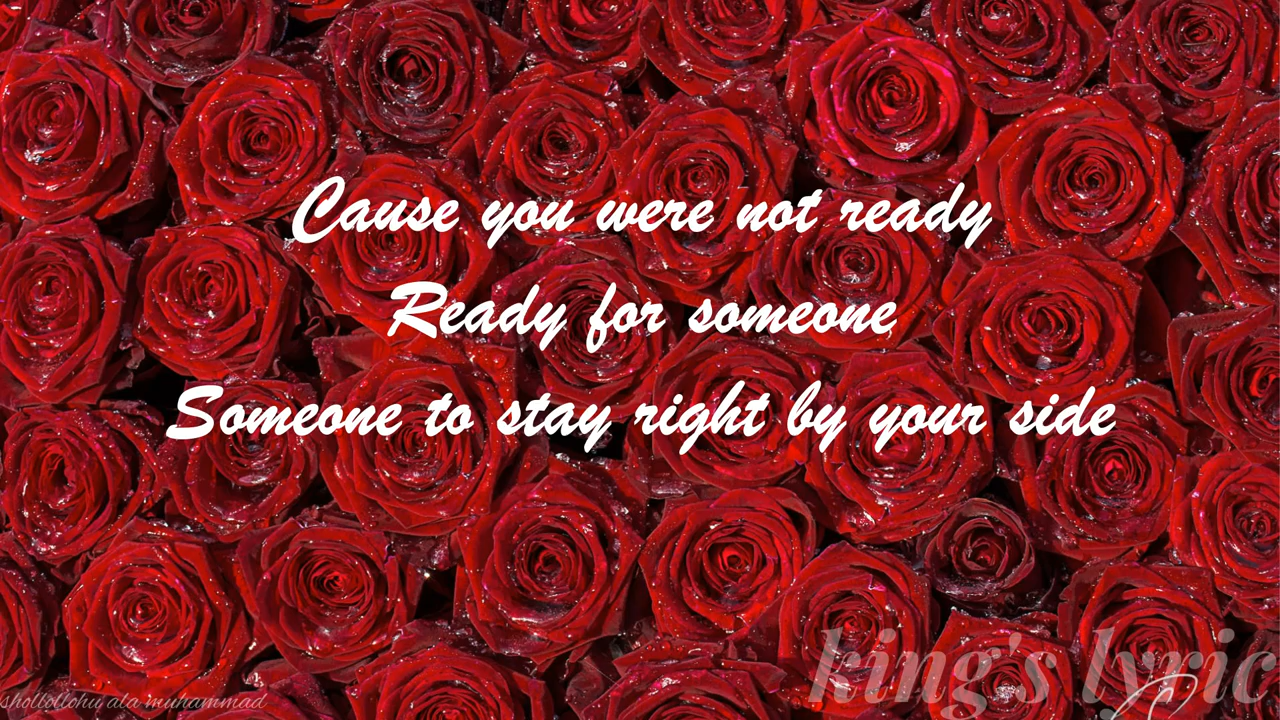 Cause you were not ready
Ready for someone
Someone to stay right by your side
king's lyric
shollollohu ala muhammad